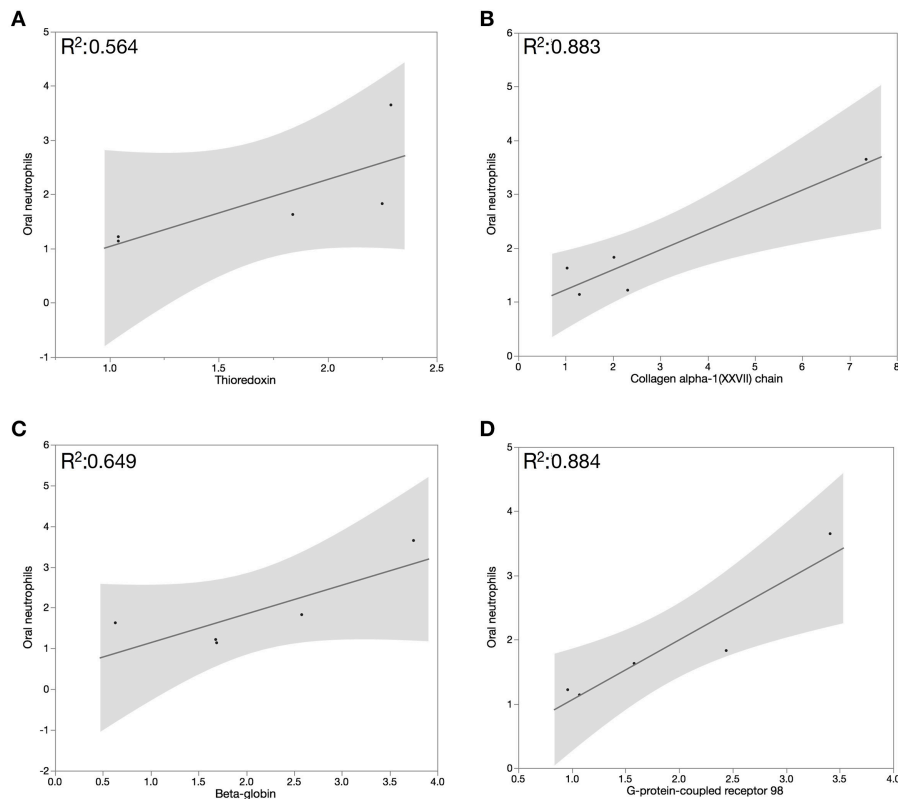 A
R²:0.564
5
4
3
2
1
0
-1
Oral neutrophils
1.0 1.5 2.0 2.5
Thioredoxin
B
R²:0.883
6
5
4
3
2
1
0
Oral neutrophils
0 1 2 3 4 5 6 7 8
Collagen alpha-1(XXVII) chain
C
R²:0.649
6
5
4
3
2
1
0
-1
-2
Oral neutrophils
0.0 0.5 1.0 1.5 2.0 2.5 3.0 3.5 4.0
Beta-globin
D
R²:0.884
5
4
3
2
1
0
Oral neutrophils
0.5 1.0 1.5 2.0 2.5 3.0 3.5 4.0
G-protein-coupled receptor 98